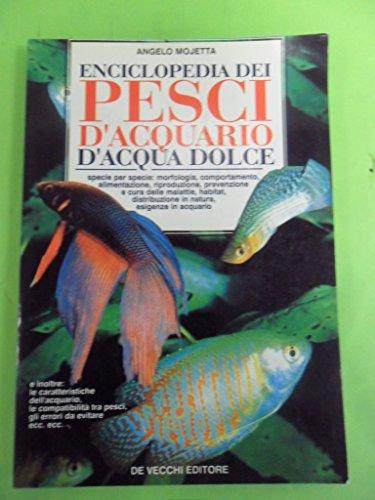 ANGELO MOJETTA
ENCICLOPEDIA DEI
PESCI
D'ACQUARIO
D'ACQUA DOLCE
specie per specie: morfologia, comportamento,
alimentazione, riproduzione, prevenzione
e cura delle malattie, habitat,
distribuzione in natura,
esigenze in acquario
e inoltre:
le caratteristiche
dell'acquario,
le compatibilità tra pesci,
gli errori da evitare
ecc. ecc.
DE VECCHI EDITORE